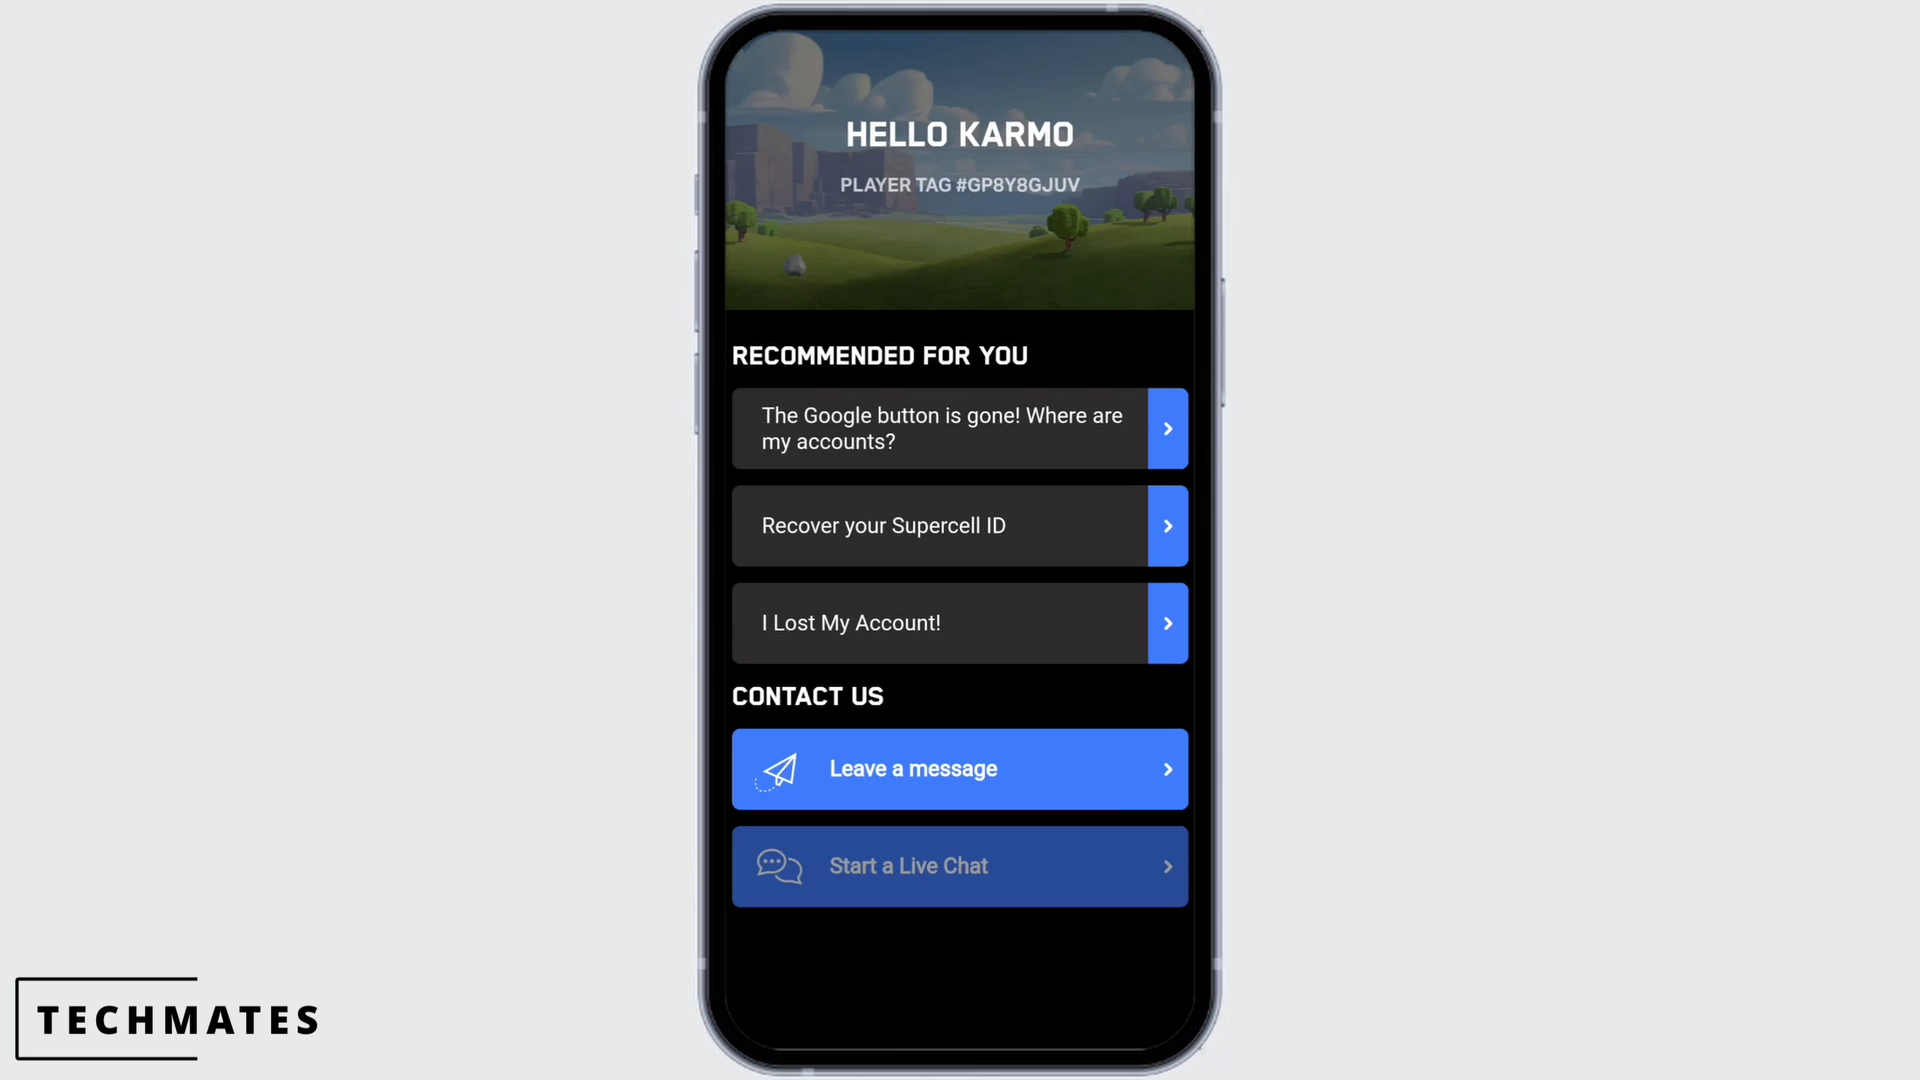 HELLO KARMO
PLAYER TAG #GP8Y8GJUV
RECOMMENDED FOR YOU
The Google button is gone! Where are
my accounts?
Recover your Supercell ID
I Lost My Account!
CONTACT US
Leave a message
Start a Live Chat
TECHMATES